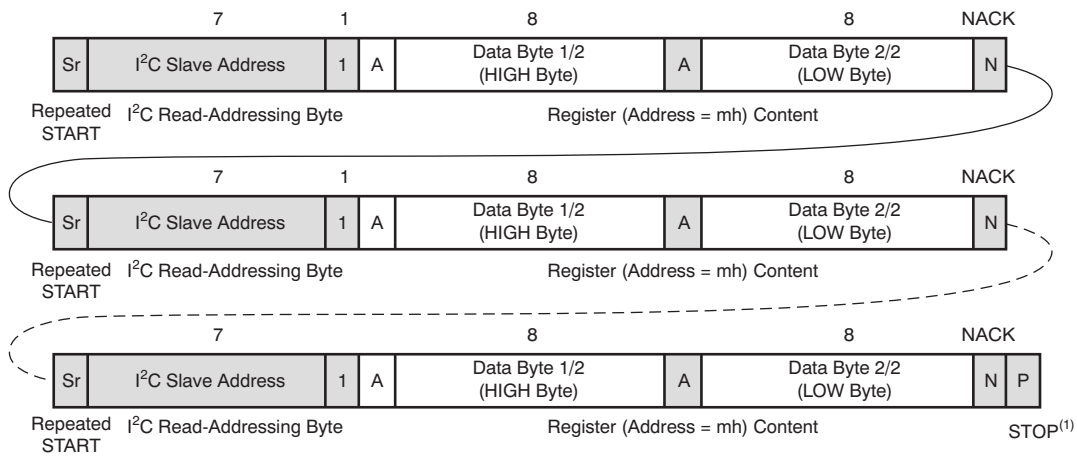 7 1 8 8 NACK
Sr I²C Slave Address 1 A Data Byte 1/2 (HIGH Byte) A Data Byte 2/2 (LOW Byte) N
Repeated START I²C Read-Addressing Byte Register (Address = mh) Content
7 1 8 8 NACK
Sr I²C Slave Address 1 A Data Byte 1/2 (HIGH Byte) A Data Byte 2/2 (LOW Byte) N
Repeated START I²C Read-Addressing Byte Register (Address = mh) Content
7 8 8 NACK
Sr I²C Slave Address 1 A Data Byte 1/2 (HIGH Byte) A Data Byte 2/2 (LOW Byte) N P
Repeated START I²C Read-Addressing Byte Register (Address = mh) Content STOP⁽¹⁾